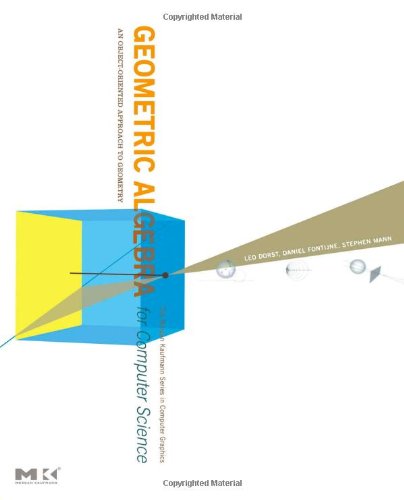 Copyrighted Material
GEOMETRIC ALGEBRA
AN OBJECT-ORIENTED APPROACH TO GEOMETRY
for Computer Science
The Morgan Kaufmann Series in Computer Graphics
LEO DORST, DANIEL FONTIJNE, STEPHEN MANN
MK
MORGAN KAUFMANN
Copyrighted Material